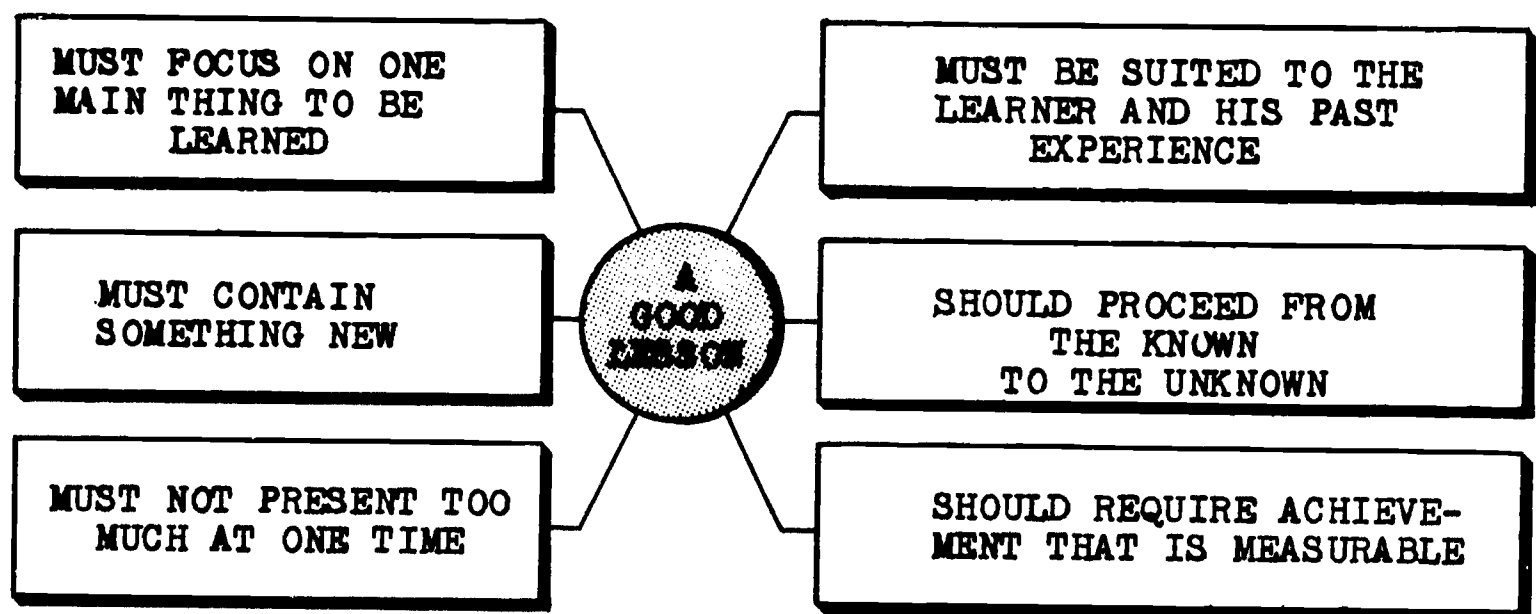 MUST FOCUS ON ONE
MAIN THING TO BE
LEARNED
MUST CONTAIN
SOMETHING NEW
MUST NOT PRESENT TOO
MUCH AT ONE TIME
A
GOOD
LESSON
MUST BE SUITED TO THE
LEARNER AND HIS PAST
EXPERIENCE
SHOULD PROCEED FROM
THE KNOWN
TO THE UNKNOWN
SHOULD REQUIRE ACHIEVE-
MENT THAT IS MEASURABLE